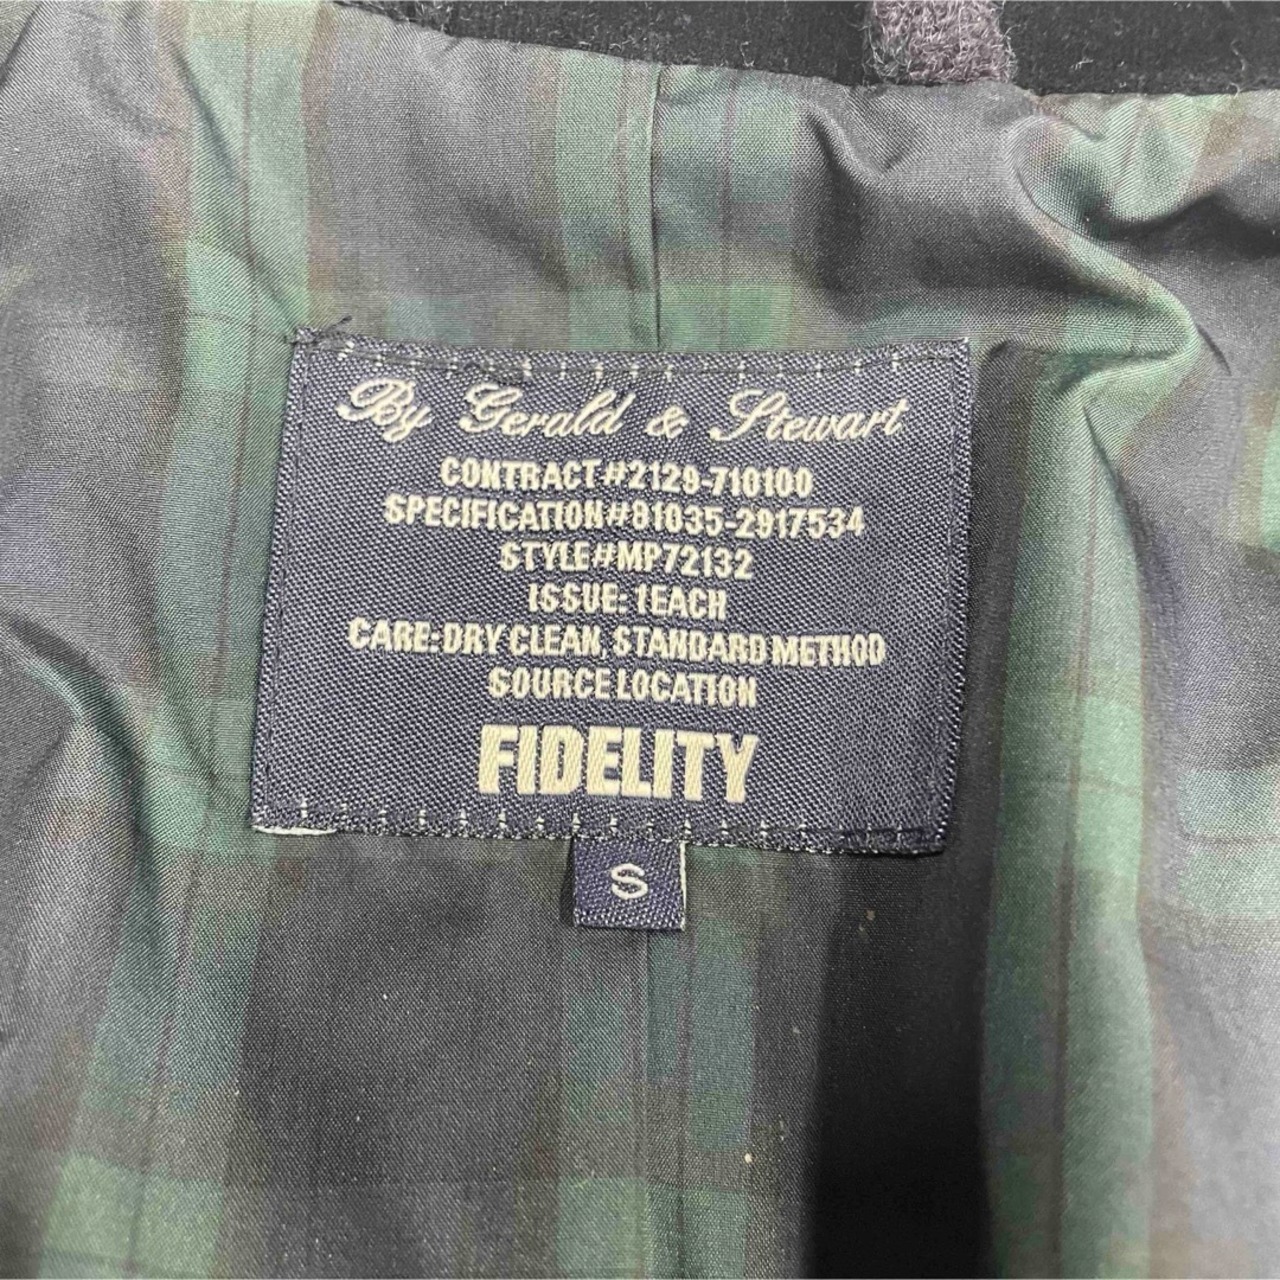 By Gerald & Stewart
CONTRACT#2129-710100
SPECIFICATION#81035-2917534
STYLE#MP72132
ISSUE: 1EACH
CARE: DRY CLEAN, STANDARD METHOD
SOURCE LOCATION
FIDELITY
S